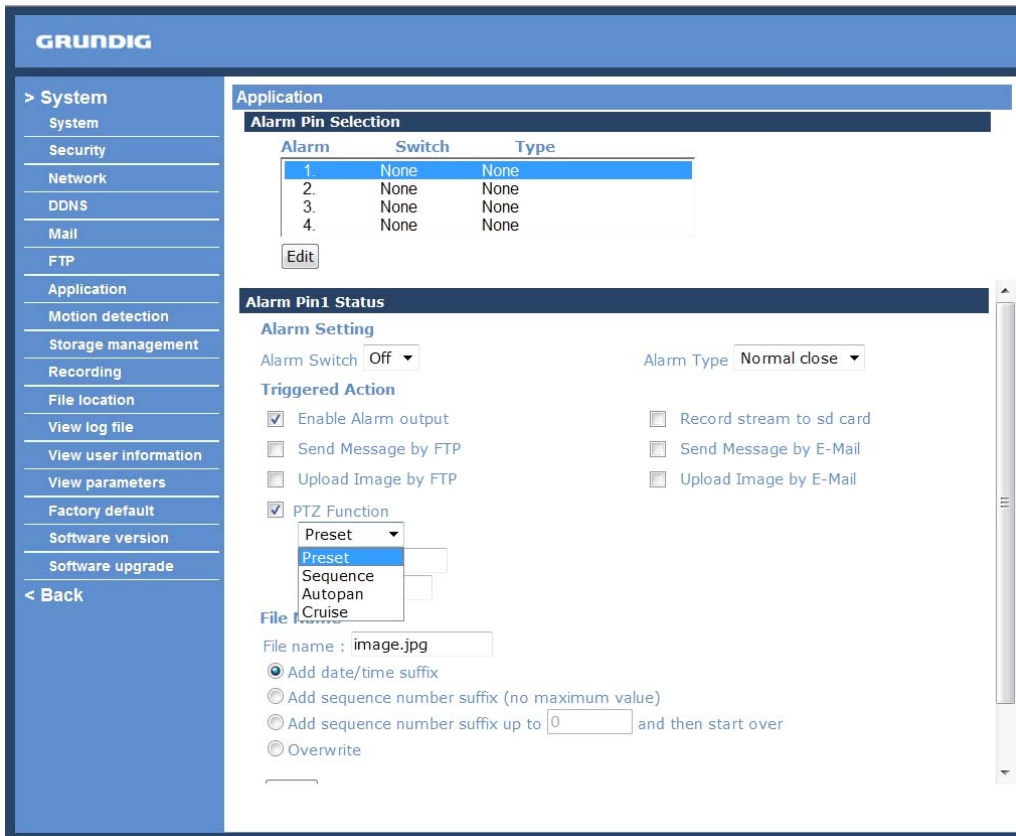 GRUNDIG
> System
System
Security
Network
DDNS
Mail
FTP
Application
Motion detection
Storage management
Recording
File location
View log file
View user information
View parameters
Factory default
Software version
Software upgrade
< Back
Application
Alarm Pin Selection
Alarm Switch Type
1. None None
2. None None
3. None None
4. None None
Edit
Alarm Pin1 Status
Alarm Setting
Alarm Switch Off Alarm Type Normal close
Triggered Action
Enable Alarm output Record stream to sd card
Send Message by FTP Send Message by E-Mail
Upload Image by FTP Upload Image by E-Mail
PTZ Function
Preset
Preset
Sequence
Autopan
Cruise
File Name
File name : image.jpg
Add date/time suffix
Add sequence number suffix (no maximum value)
Add sequence number suffix up to 0 and then start over
Overwrite